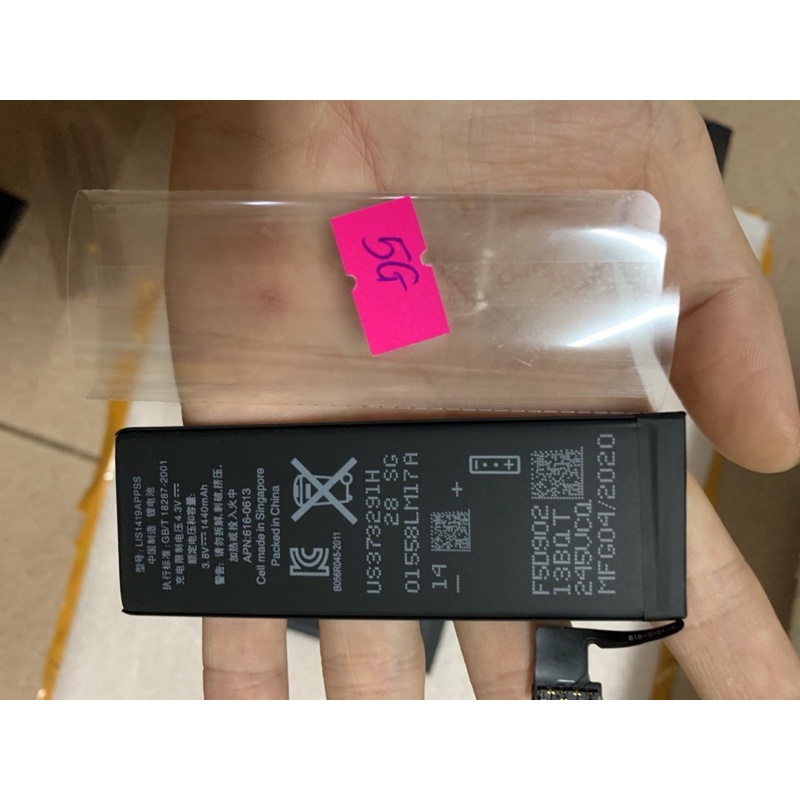 5G
型号: LIS1419APPSS
中国制造 锂电池
执行标准:GB/T 18287-2001
充电限制电压 4.3V
额定电压和容量:
3.8V 1440mAh
警告: 请勿拆解,刺破,挤压,
加热或投入火中
APN:616-0613
Cell made in Singapore
Packed in China
B056R045-2011
US373291H
28 SG
01558LM17A
14
+
F5D902
13BQT
245VCQ
MFG04/2020